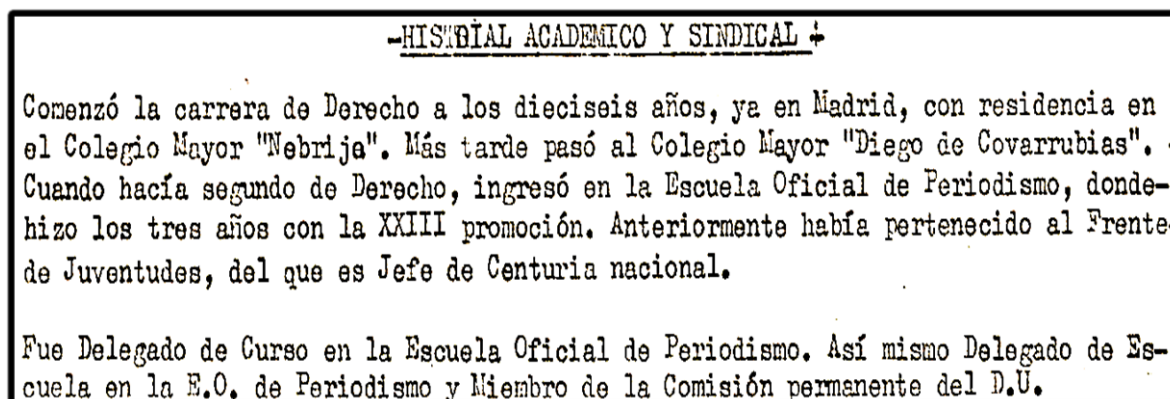 -HISTORIAL ACADEMICO Y SINDICAL-
Comenzó la carrera de Derecho a los dieciseis años, ya en Madrid, con residencia en
el Colegio Mayor "Nebrija". Más tarde pasó al Colegio Mayor "Diego de Covarrubias". -
Cuando hacía segundo de Derecho, ingresó en la Escuela Oficial de Periodismo, donde-
hizo los tres años con la XXIII promoción. Anteriormente había pertenecido al Frente-
de Juventudes, del que es Jefe de Centuria nacional.
Fue Delegado de Curso en la Escuela Oficial de Periodismo. Así mismo Delegado de Es-
cuela en la E.O. de Periodismo y Miembro de la Comisión permanente del D.U.